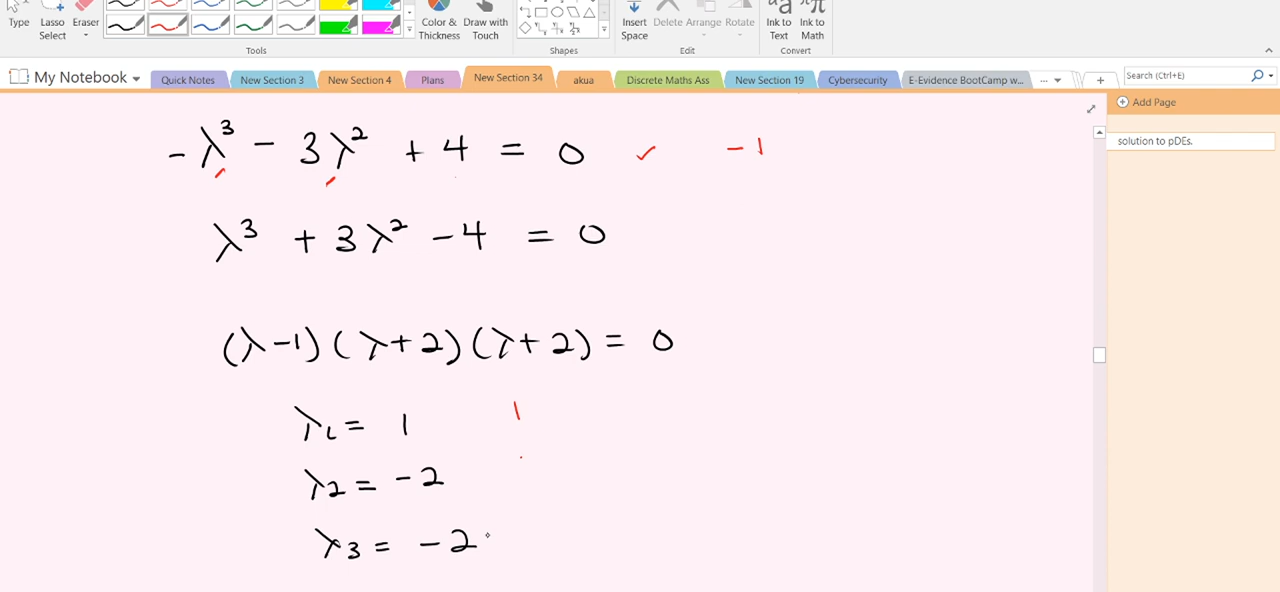 Type
Lasso Select
Eraser
Color & Thickness
Draw with Touch
Insert Space
Delete
Arrange
Rotate
Ink to Text
Ink to Math
Tools
Shapes
Edit
Convert
My Notebook
Quick Notes
New Section 3
New Section 4
Plans
New Section 34
akua
Discrete Maths Ass
New Section 19
Cybersecurity
E-Evidence BootCamp w...
...
Search (Ctrl+E)
Add Page
solution to pDEs.
-λ³ - 3λ² + 4 = 0 ✓ -1
λ³ + 3λ² - 4 = 0
(λ-1)(λ+2)(λ+2) = 0
λ₁ = 1 1
λ2 = -2
λ3 = -2